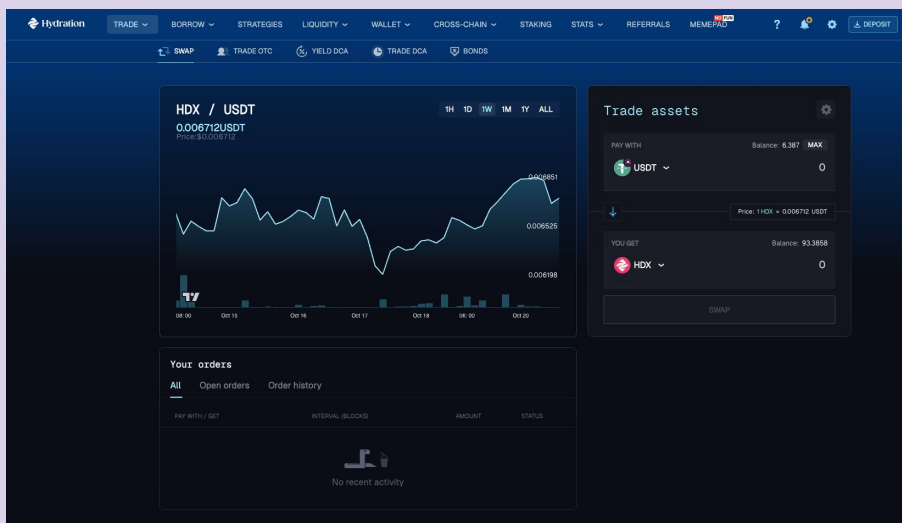 Hydration TRADE BORROW STRATEGIES LIQUIDITY WALLET CROSS-CHAIN STAKING STATS REFERRALS MEMEPAD NO FUN ? DEPOSIT
SWAP TRADE OTC YIELD DCA TRADE DCA BONDS
HDX / USDT
1H 1D 1W 1M 1Y ALL
0.006712USDT
Price:$0.006712
0.006851
0.006525
0.006198
08:00 Oct 15 Oct 16 Oct 17 Oct 18 06:00 Oct 20
Trade assets
PAY WITH Balance: 6.387 MAX
USDT 0
Price: 1 HDX = 0.006712 USDT
YOU GET Balance: 93.3858
HDX 0
SWAP
Your orders
All Open orders Order history
PAY WITH / GET INTERVAL (BLOCKS) AMOUNT STATUS
No recent activity